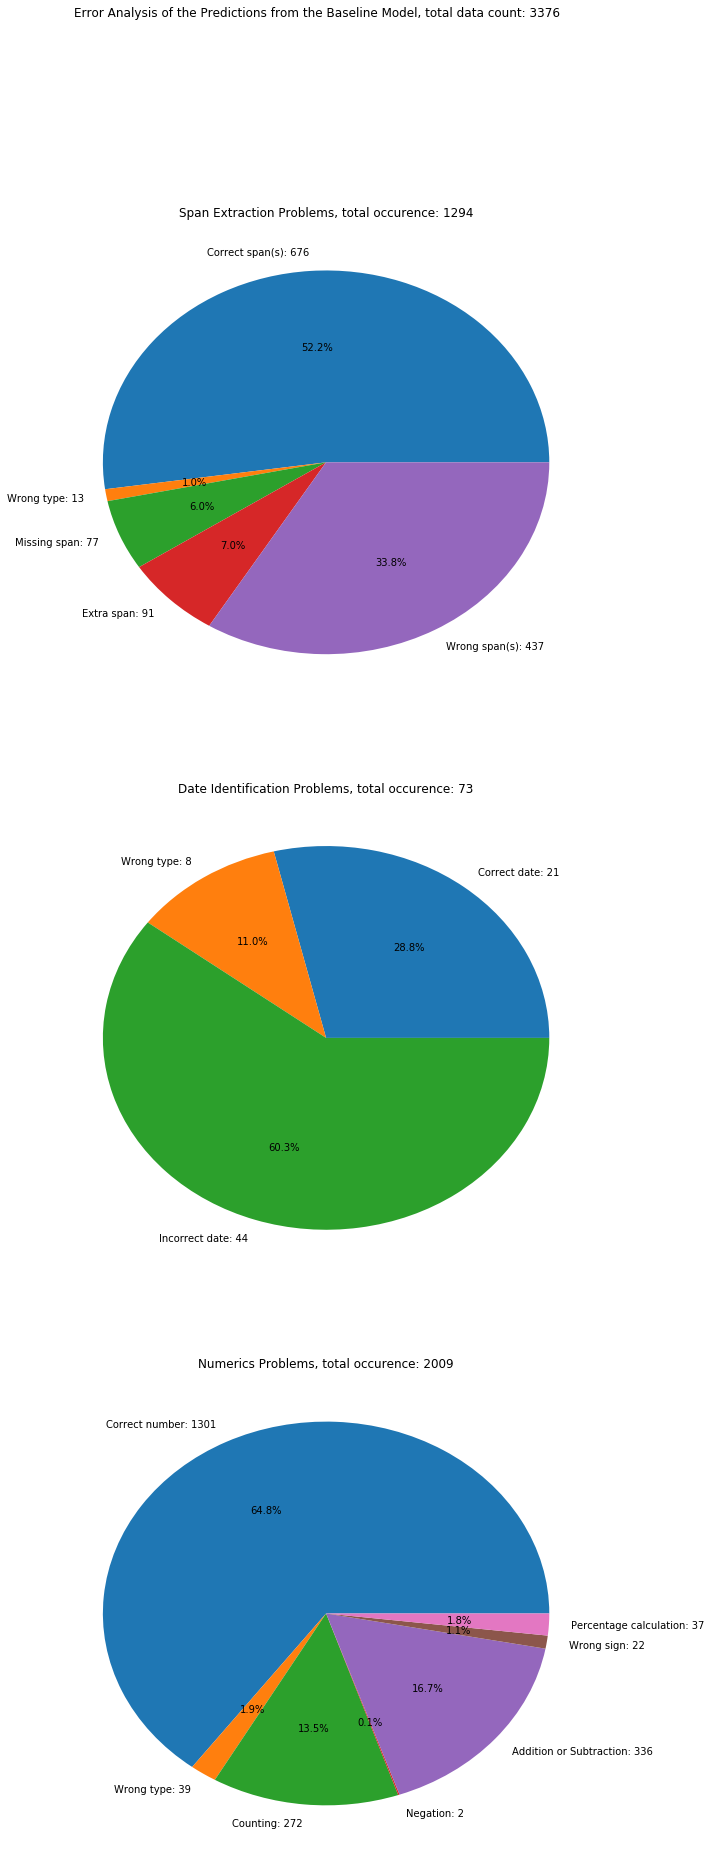 Error Analysis of the Predictions from the Baseline Model, total data count: 3376
Span Extraction Problems, total occurence: 1294
Correct span(s): 676
52.2%
Wrong type: 13
1.0%
Missing span: 77
6.0%
Extra span: 91
7.0%
Wrong span(s): 437
33.8%
Date Identification Problems, total occurence: 73
Correct date: 21
28.8%
Wrong type: 8
11.0%
Incorrect date: 44
60.3%
Numerics Problems, total occurence: 2009
Correct number: 1301
64.8%
Wrong type: 39
1.9%
Counting: 272
13.5%
Negation: 2
0.1%
Addition or Subtraction: 336
16.7%
Wrong sign: 22
1.1%
Percentage calculation: 37
1.8%